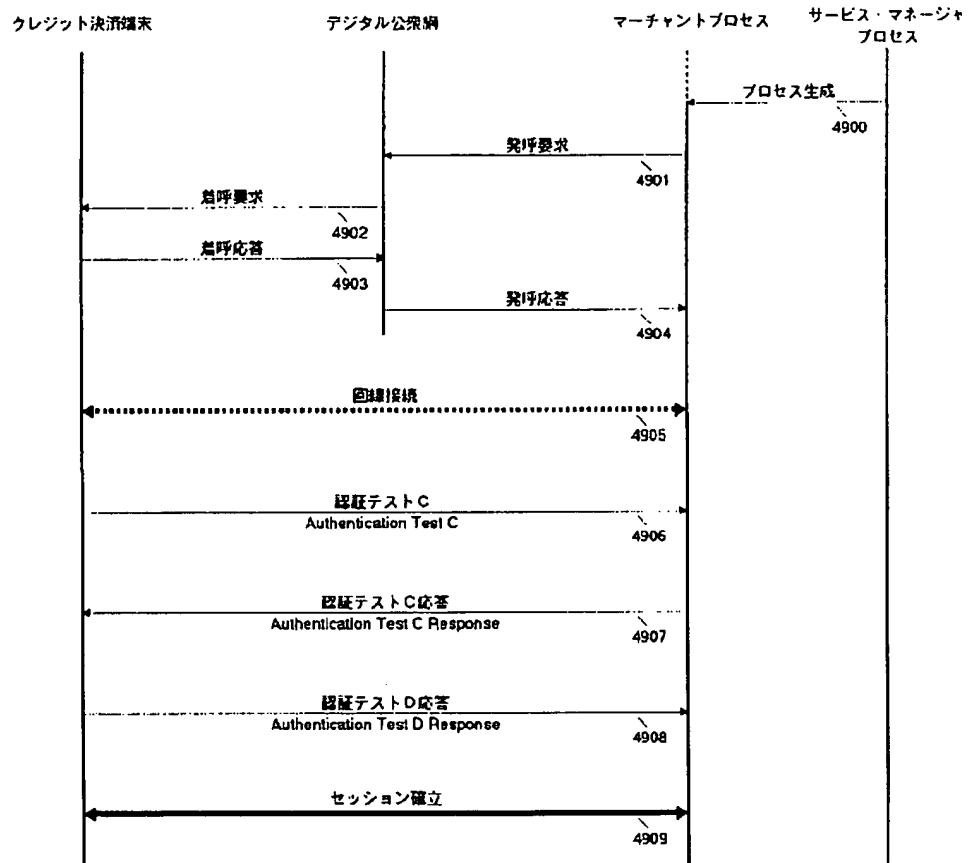 クレジット決済端末
デジタル公衆網
マーチャントプロセス
サービス・マネージャ
プロセス
プロセス生成
4900
発呼要求
4901
着呼要求
4902
着呼応答
4903
発呼応答
4904
回線接続
4905
認証テストC
Authentication Test C
4906
認証テストC応答
Authentication Test C Response
4907
認証テストD応答
Authentication Test D Response
4908
セッション確立
4909